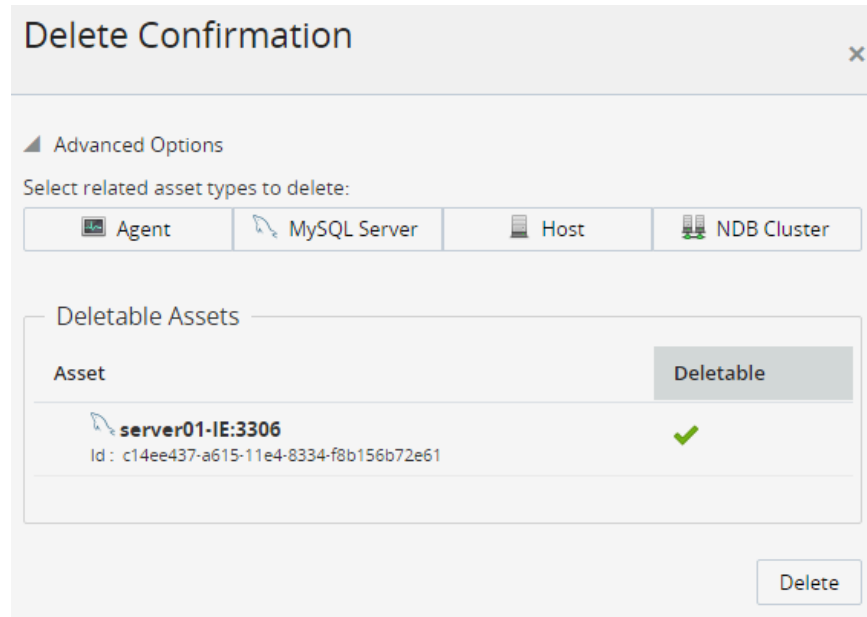 Delete Confirmation
×
Advanced Options
Select related asset types to delete:
Agent MySQL Server Host NDB Cluster
Deletable Assets
Asset Deletable
server01-IE:3306
Id : c14ee437-a615-11e4-8334-f8b156b72e61
Delete